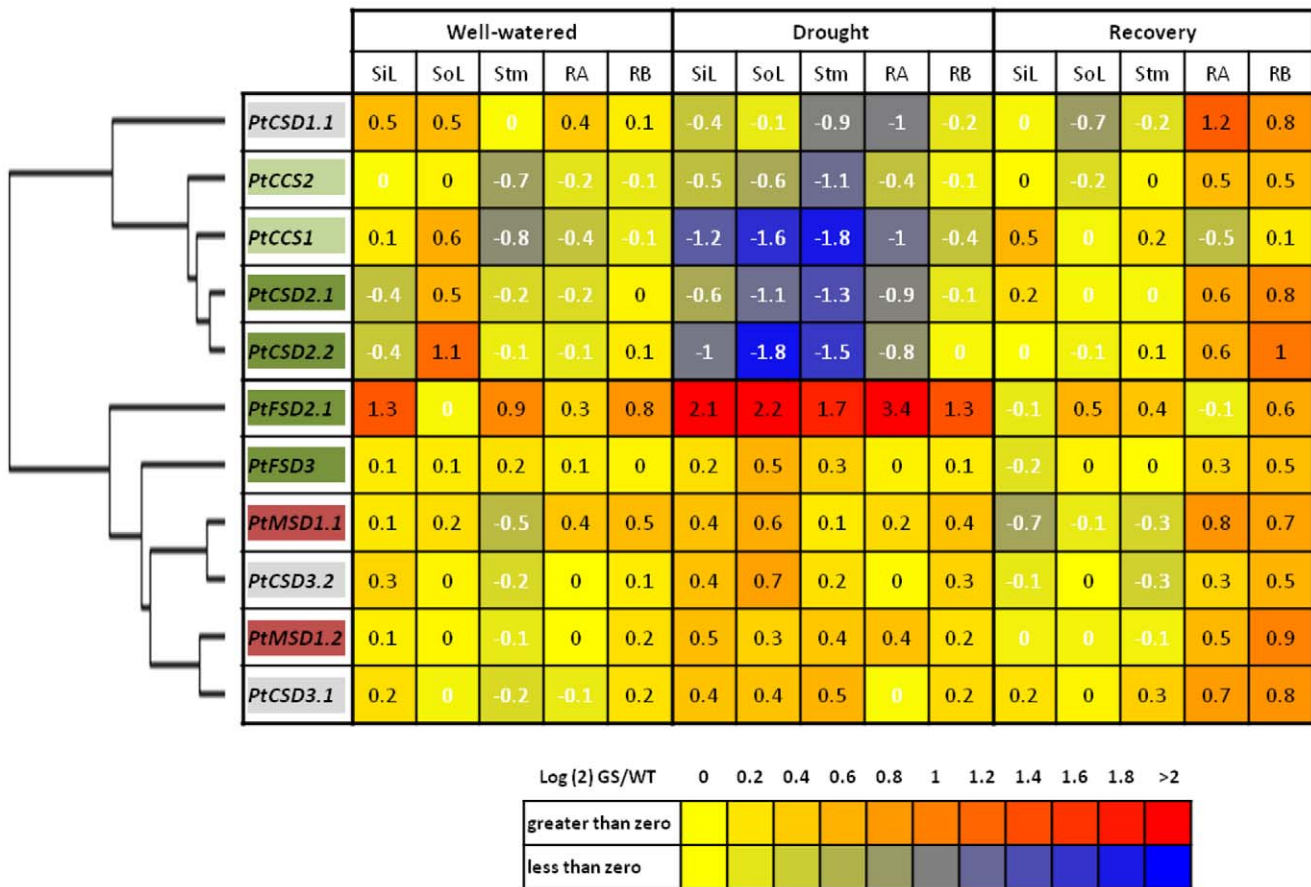 Well-watered Drought Recovery
SiL SoL Stm RA RB SiL SoL Stm RA RB SiL SoL Stm RA RB
PtCSD1.1 0.5 0.5 0 0.4 0.1 -0.4 -0.1 -0.9 -1 -0.2 0 -0.7 -0.2 1.2 0.8
PtCCS2 0 0 -0.7 -0.2 -0.1 -0.5 -0.6 -1.1 -0.4 -0.1 0 -0.2 0 0.5 0.5
PtCCS1 0.1 0.6 -0.8 -0.4 -0.1 -1.2 -1.6 -1.8 -1 -0.4 0.5 0 0.2 -0.5 0.1
PtCSD2.1 -0.4 0.5 -0.2 -0.2 0 -0.6 -1.1 -1.3 -0.9 -0.1 0.2 0 0 0.6 0.8
PtCSD2.2 -0.4 1.1 -0.1 -0.1 0.1 -1 -1.8 -1.5 -0.8 0 0 -0.1 0.1 0.6 1
PtFSD2.1 1.3 0 0.9 0.3 0.8 2.1 2.2 1.7 3.4 1.3 -0.1 0.5 0.4 -0.1 0.6
PtFSD3 0.1 0.1 0.2 0.1 0 0.2 0.5 0.3 0 0.1 -0.2 0 0 0.3 0.5
PtMSD1.1 0.1 0.2 -0.5 0.4 0.5 0.4 0.6 0.1 0.2 0.4 -0.7 -0.1 -0.3 0.8 0.7
PtCSD3.2 0.3 0 -0.2 0 0.1 0.4 0.7 0.2 0 0.3 -0.1 0 -0.3 0.3 0.5
PtMSD1.2 0.1 0 -0.1 0 0.2 0.5 0.3 0.4 0.4 0.2 0 0 -0.1 0.5 0.9
PtCSD3.1 0.2 0 -0.2 -0.1 0.2 0.4 0.4 0.5 0 0.2 0.2 0 0.3 0.7 0.8
Log (2) GS/WT 0 0.2 0.4 0.6 0.8 1 1.2 1.4 1.6 1.8 >2
greater than zero
less than zero